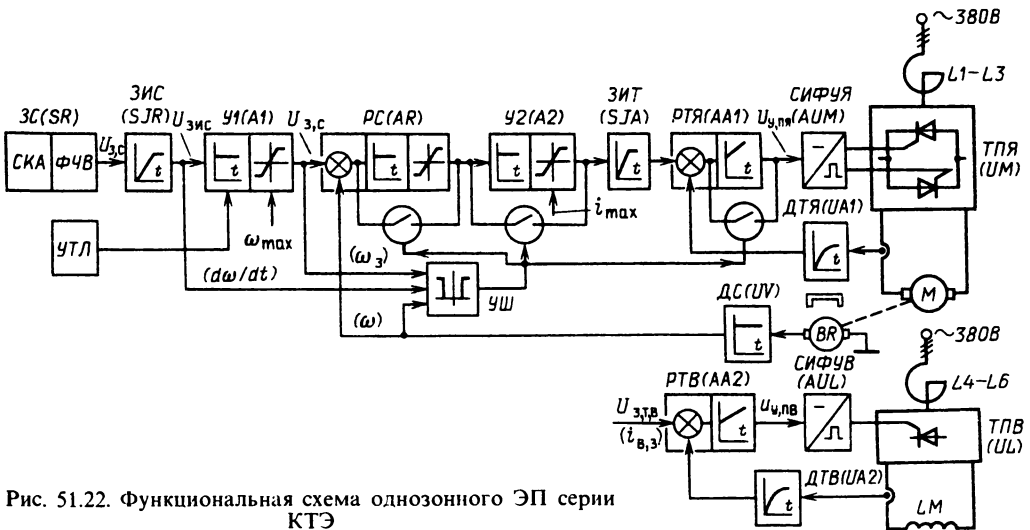 ~380В
L1–L3
ЗИС
(SJR)
ЗС(SR)
U з,с
U зис
У1(А1)
U з,с
РС(AR)
У2(А2)
ЗИТ
(SJA)
РТЯ(АА1)
U у,пя
СИФУЯ
(AUM)
СКА
ФЧВ
t
t
t
t
t
t
ТПЯ
(UM)
УТЛ
ω max
i max
ДТЯ(UA1)
t
(ω з)
(dω/dt)
УШ
(ω)
ДС(UV)
t
BR
М
~380В
L4–L6
СИФУВ
(AUL)
РТВ(АА2)
U з,т,в
(i в,з)
t
u у,пв
ТПВ
(UL)
ДТВ(UA2)
t
LM
Рис. 51.22. Функциональная схема однозонного ЭП серии
КТЭ